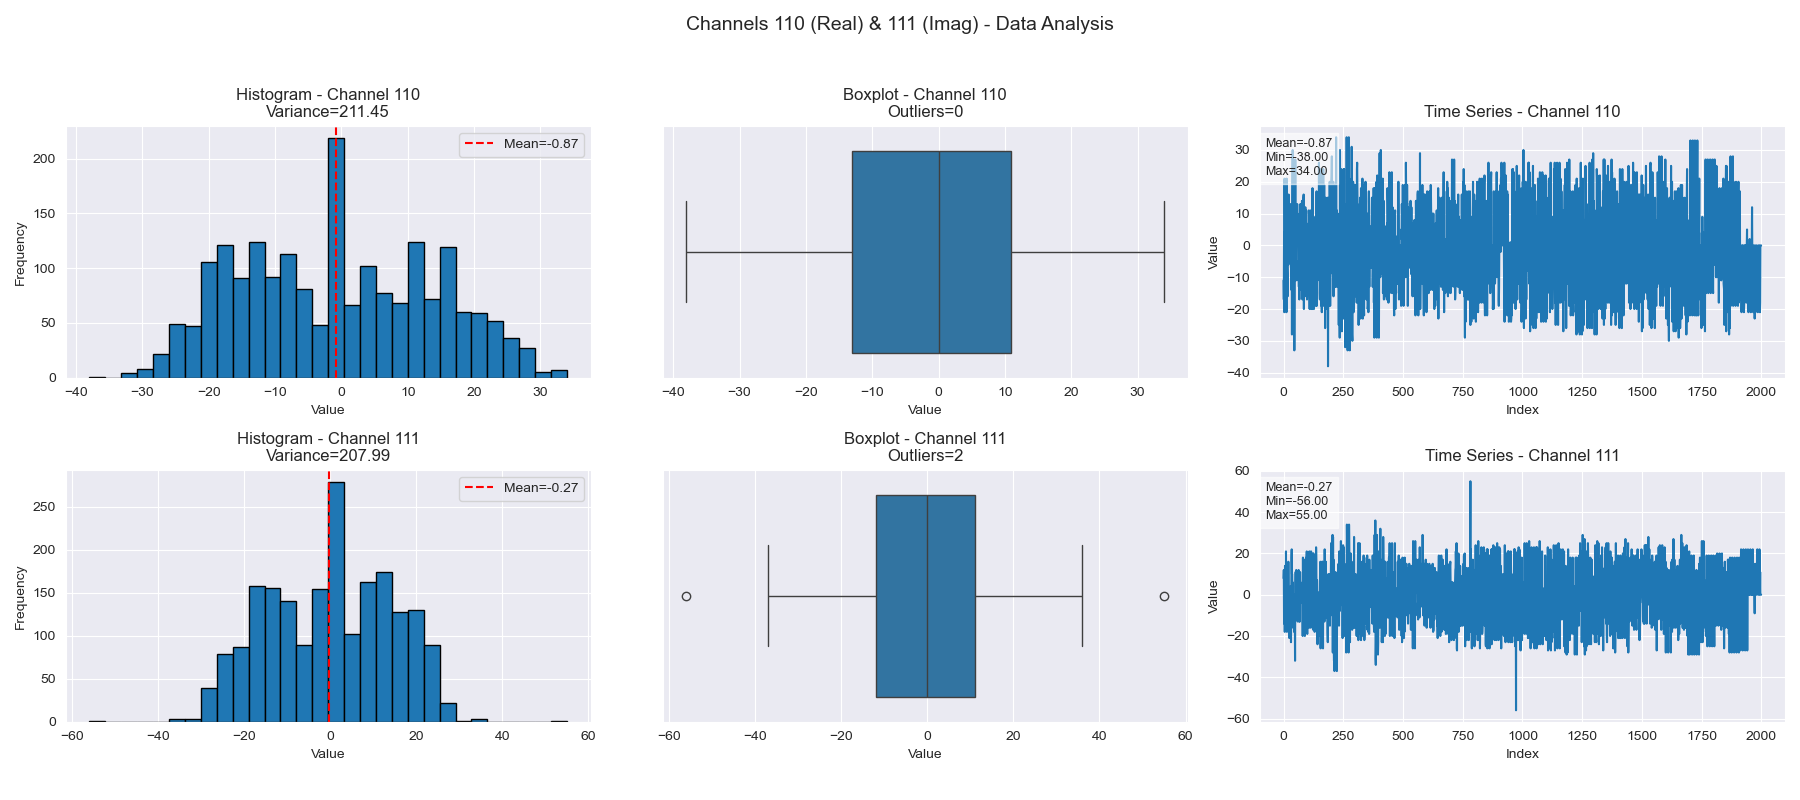 Channels 110 (Real) & 111 (Imag) - Data Analysis
Histogram - Channel 110
Variance=211.45
Mean=-0.87
Frequency
200
150
100
50
0
−40 −30 −20 −10 0 10 20 30
Value
Boxplot - Channel 110
Outliers=0
−40 −30 −20 −10 0 10 20 30
Value
Time Series - Channel 110
Mean=-0.87
Min=-38.00
Max=34.00
Value
30
20
10
0
−10
−20
−30
−40
0 250 500 750 1000 1250 1500 1750 2000
Index
Histogram - Channel 111
Variance=207.99
Mean=-0.27
Frequency
250
200
150
100
50
0
−60 −40 −20 0 20 40 60
Value
Boxplot - Channel 111
Outliers=2
−60 −40 −20 0 20 40 60
Value
Time Series - Channel 111
Mean=-0.27
Min=-56.00
Max=55.00
Value
60
40
20
0
−20
−40
−60
0 250 500 750 1000 1250 1500 1750 2000
Index